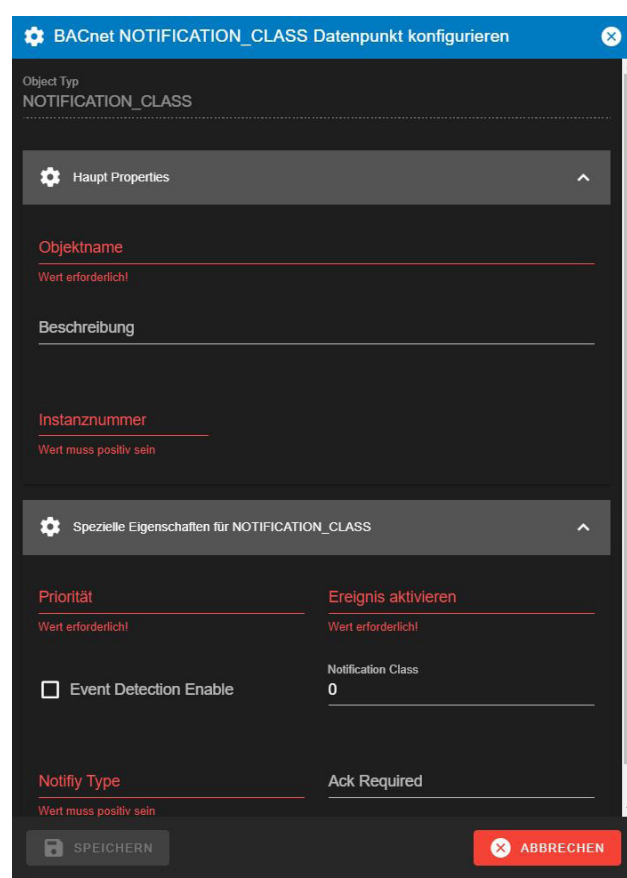 BACnet NOTIFICATION_CLASS Datenpunkt konfigurieren
Object Typ
NOTIFICATION_CLASS
Haupt Properties
Objektname
Wert erforderlich!
Beschreibung
Instanznummer
Wert muss positiv sein
Spezielle Eigenschaften für NOTIFICATION_CLASS
Priorität Ereignis aktivieren
Wert erforderlich! Wert erforderlich!
Notification Class
Event Detection Enable 0
Notifiy Type Ack Required
Wert muss positiv sein
SPEICHERN ABBRECHEN